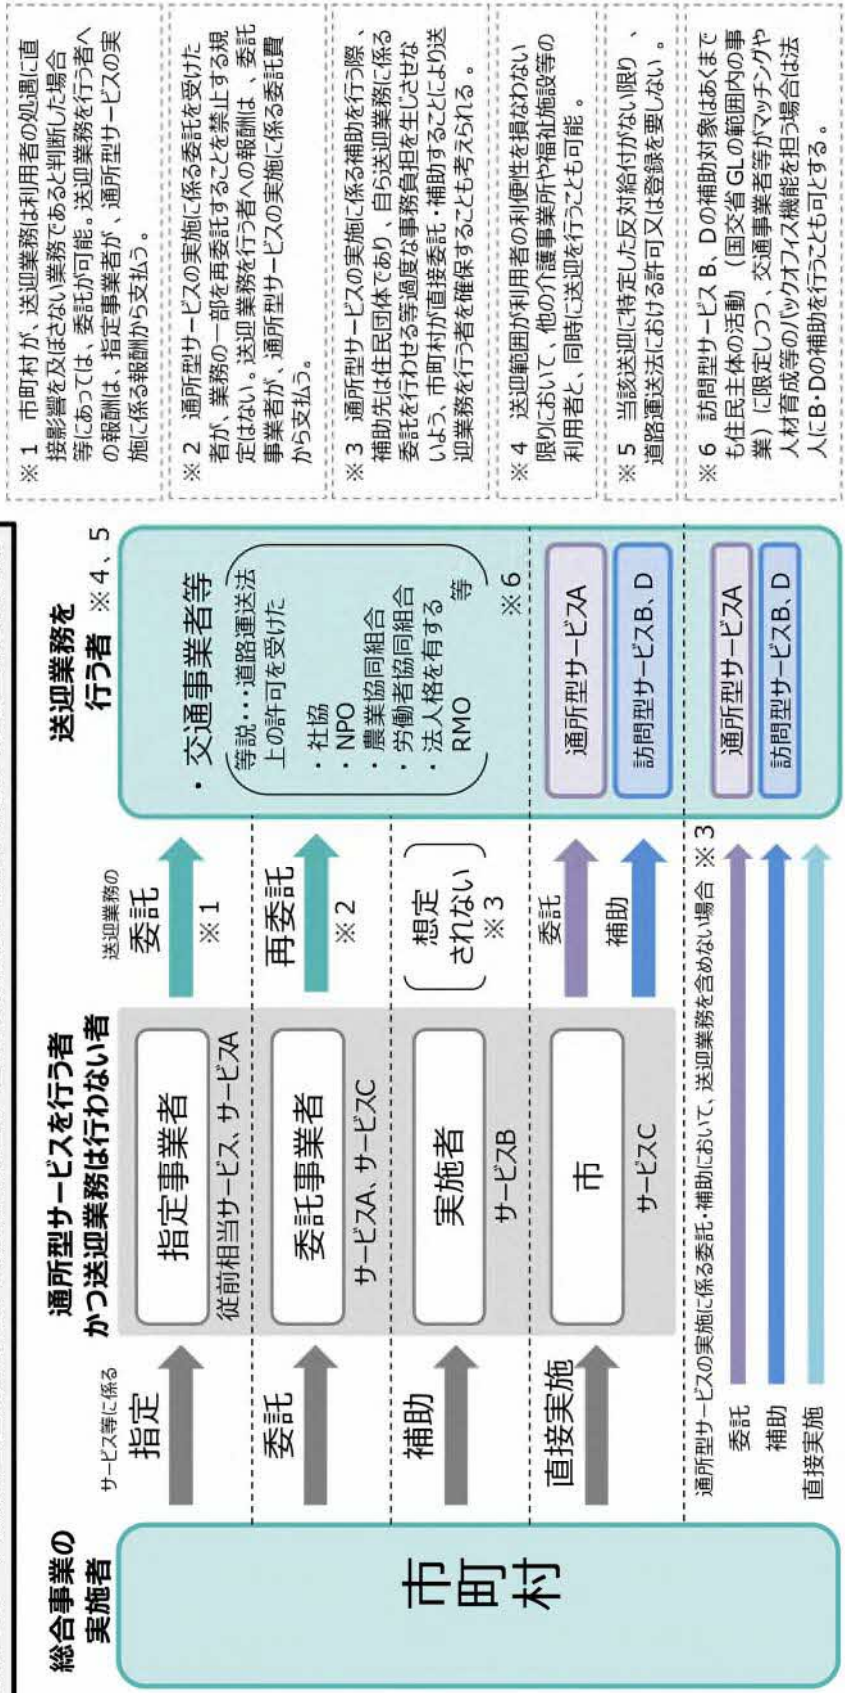 総合事業の
実施者
市町村
サービス等に係る
指定
委託
補助
直接実施
通所型サービスを行う者
かつ送迎業務は行わない者
指定事業者
従前相当サービス、サービスA
委託事業者
サービスA、サービスC
実施者
サービスB
市
サービスC
送迎業務の
委託
※1
再委託
※2
想定
されない
※3
委託
補助
送迎業務を
行う者 ※4、5
・交通事業者等
等説・・・道路運送法
上の許可を受けた
・社協
・NPO
・農業協同組合
・労働者協同組合
・法人格を有する
RMO 等
※6
通所型サービスA
訪問型サービスB、D
通所型サービスの実施に係る委託・補助において、送迎業務を含めない場合 ※3
委託
補助
直接実施
通所型サービスA
訪問型サービスB、D
※1 市町村が、送迎業務は利用者の処遇に直
接影響を及ぼさない業務であると判断した場合
等にあっては、委託が可能。送迎業務を行う者へ
の報酬は、指定事業者が、通所型サービスの実
施に係る報酬から支払う。
※2 通所型サービスの実施に係る委託を受けた
者が、業務の一部を再委託することを禁止する規
定はない。送迎業務を行う者への報酬は、委託
事業者が、通所型サービスの実施に係る委託費
から支払う。
※3 通所型サービスの実施に係る補助を行う際、
補助先は住民団体であり、自ら送迎業務に係る
委託を行わせる等過度な事務負担を生じさせな
いよう、市町村が直接委託・補助することにより送
迎業務を行う者を確保することも考えられる。
※4 送迎範囲が利用者の利便性を損なわない
限りにおいて、他の介護事業所や福祉施設等の
利用者と、同時に送迎を行うことも可能。
※5 当該送迎に特定した反対給付がない限り、
道路運送法における許可又は登録を要しない。
※6 訪問型サービスB、Dの補助対象はあくまで
も住民主体の活動（国交省GLの範囲内の事
業）に限定しつつ、交通事業者等がマッチングや
人材育成等のバックオフィス機能を担う場合は法
人にB・Dの補助を行うことも可とする。